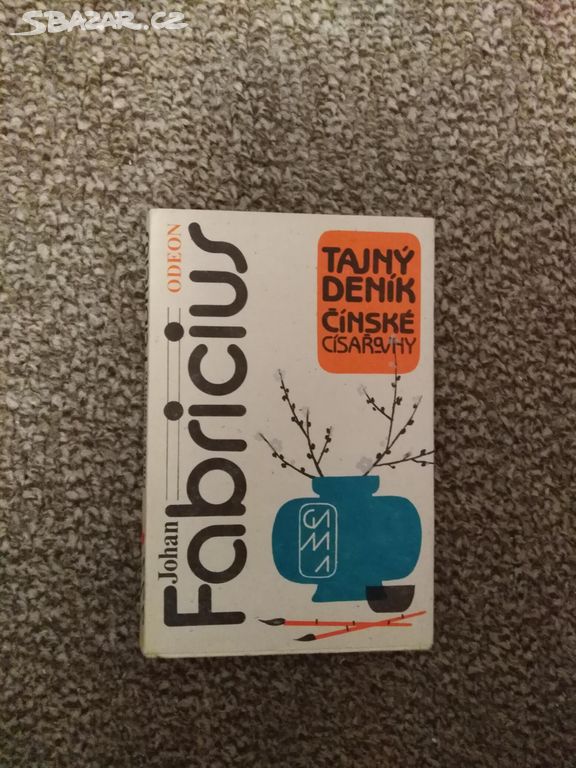 SBAZAR.CZ
Johan
Fabricius
ODEON
TAJNÝ
DENÍK
ČÍNSKÉ
CÍSAŘOVNY
GAMA